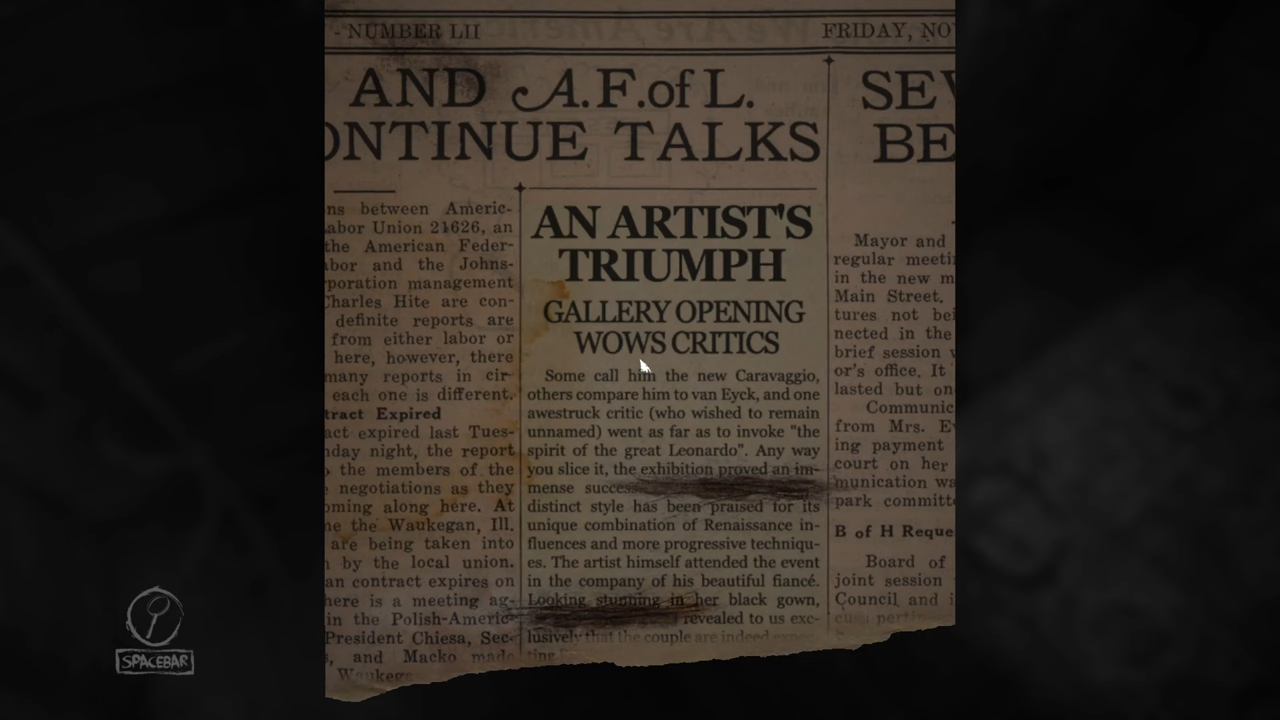 - NUMBER LII
FRIDAY, NO
AND A.F.of L.
ONTINUE TALKS
SE
BE
ns between Americ-
abor Union 21626, an
the American Feder-
abor and the Johns-
rporation management
Charles Hite are con-
definite reports are
from either labor or
here, however, there
many reports in cir-
each one is different.
tract Expired
act expired last Tues-
day night, the report
the members of the
negotiations as they
oming along here. At
ne the Waukegan, Ill.
are being taken into
by the local union.
an contract expires on
here is a meeting ag-
in the Polish-Americ-
President Chiesa, Sec-
, and Macko made
Waukega
AN ARTIST'S
TRIUMPH
GALLERY OPENING
WOWS CRITICS
Some call him the new Caravaggio,
others compare him to van Eyck, and one
awestruck critic (who wished to remain
unnamed) went as far as to invoke "the
spirit of the great Leonardo". Any way
you slice it, the exhibition proved an im-
mense succes
distinct style has been praised for its
unique combination of Renaissance in-
fluences and more progressive techniqu-
es. The artist himself attended the event
in the company of his beautiful fiancé.
Looking stunning in her black gown,
revealed to us exc-
lusively that the couple are indeed expec-
ting
Mayor and
regular meetin
in the new m
Main Street.
tures not bei
nected in the
brief session w
or's office. It
lasted but on
Communic
from Mrs. Ev
ing payment
court on her
munication wa
park committe
B of H Reque
Board of
joint session
Council and i
SPACEBAR